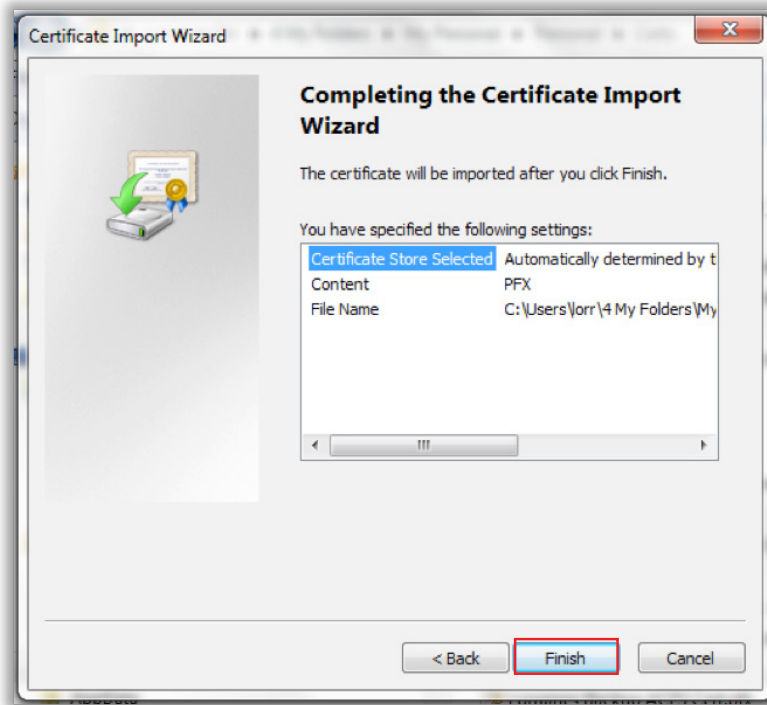 Certificate Import Wizard
Completing the Certificate Import
Wizard
The certificate will be imported after you click Finish.
You have specified the following settings:
Certificate Store Selected Automatically determined by t
Content PFX
File Name C:\Users\lorr\4 My Folders\My
< Back Finish Cancel